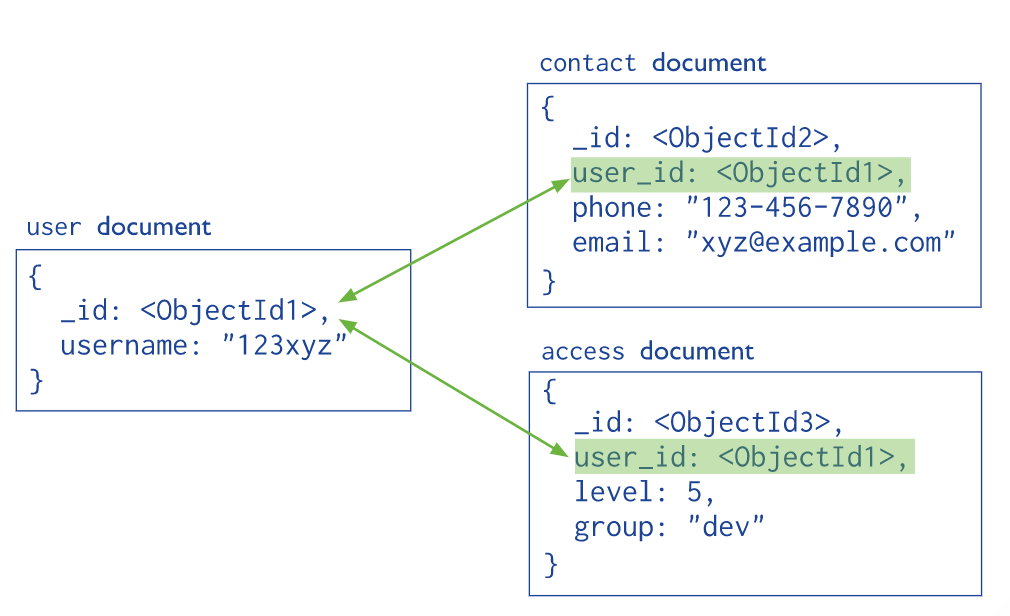 user document
{
_id: <ObjectId1>,
username: "123xyz"
}
contact document
{
_id: <ObjectId2>,
user_id: <ObjectId1>,
phone: "123-456-7890",
email: "xyz@example.com"
}
access document
{
_id: <ObjectId3>,
user_id: <ObjectId1>,
level: 5,
group: "dev"
}